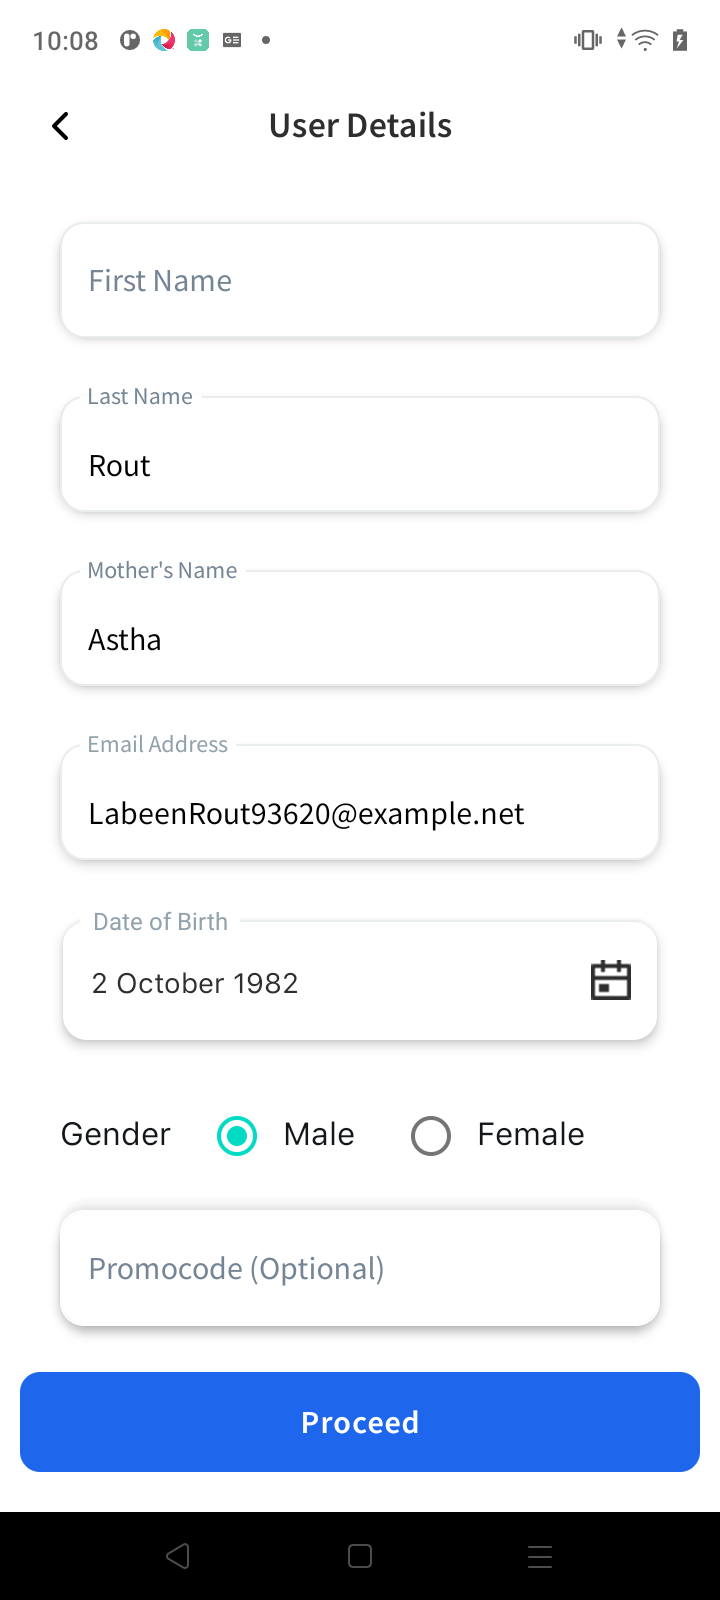 10:08
GE
User Details
First Name
Last Name
Rout
Mother's Name
Astha
Email Address
LabeenRout93620@example.net
Date of Birth
2 October 1982
Gender Male Female
Promocode (Optional)
Proceed